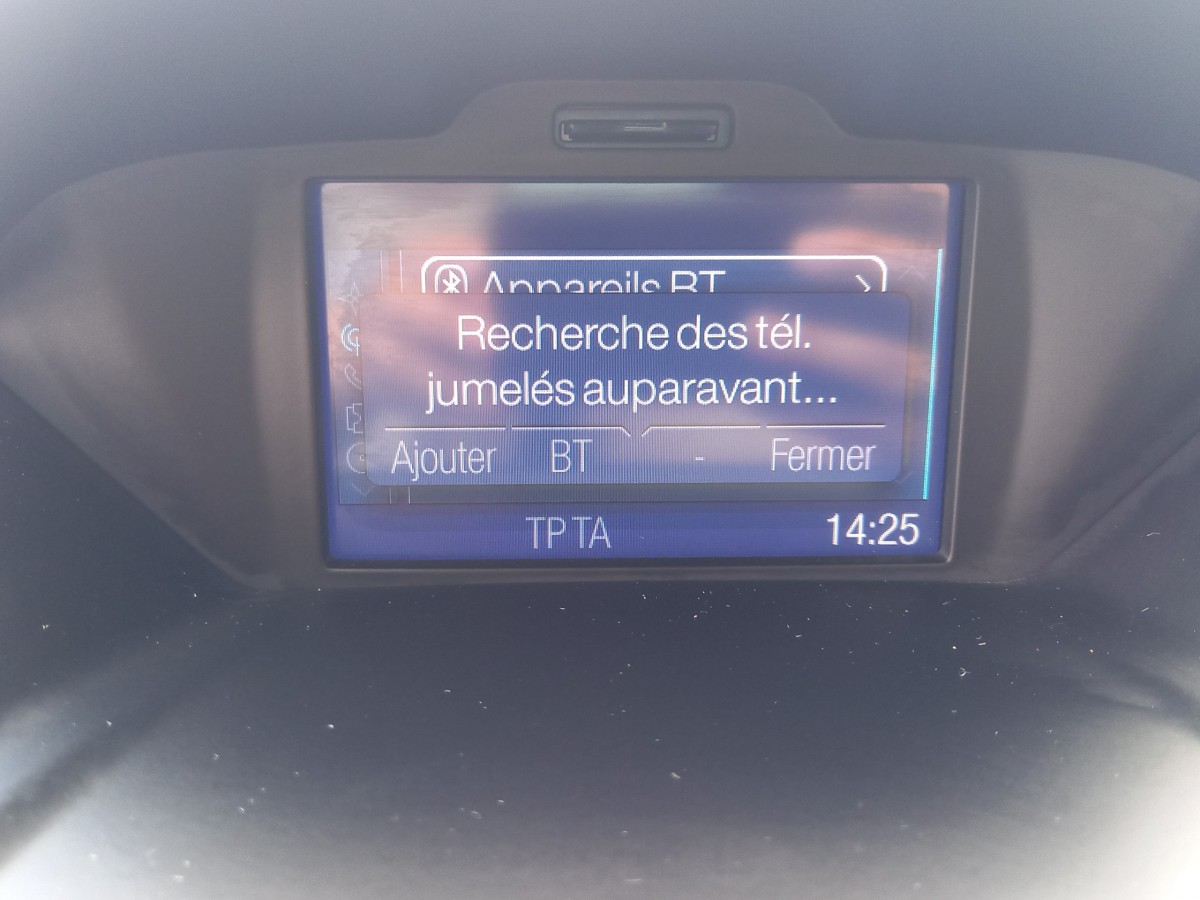 Appareils BT
Recherche des tél.
jumelés auparavant...
Ajouter BT - Fermer
TP TA 14:25